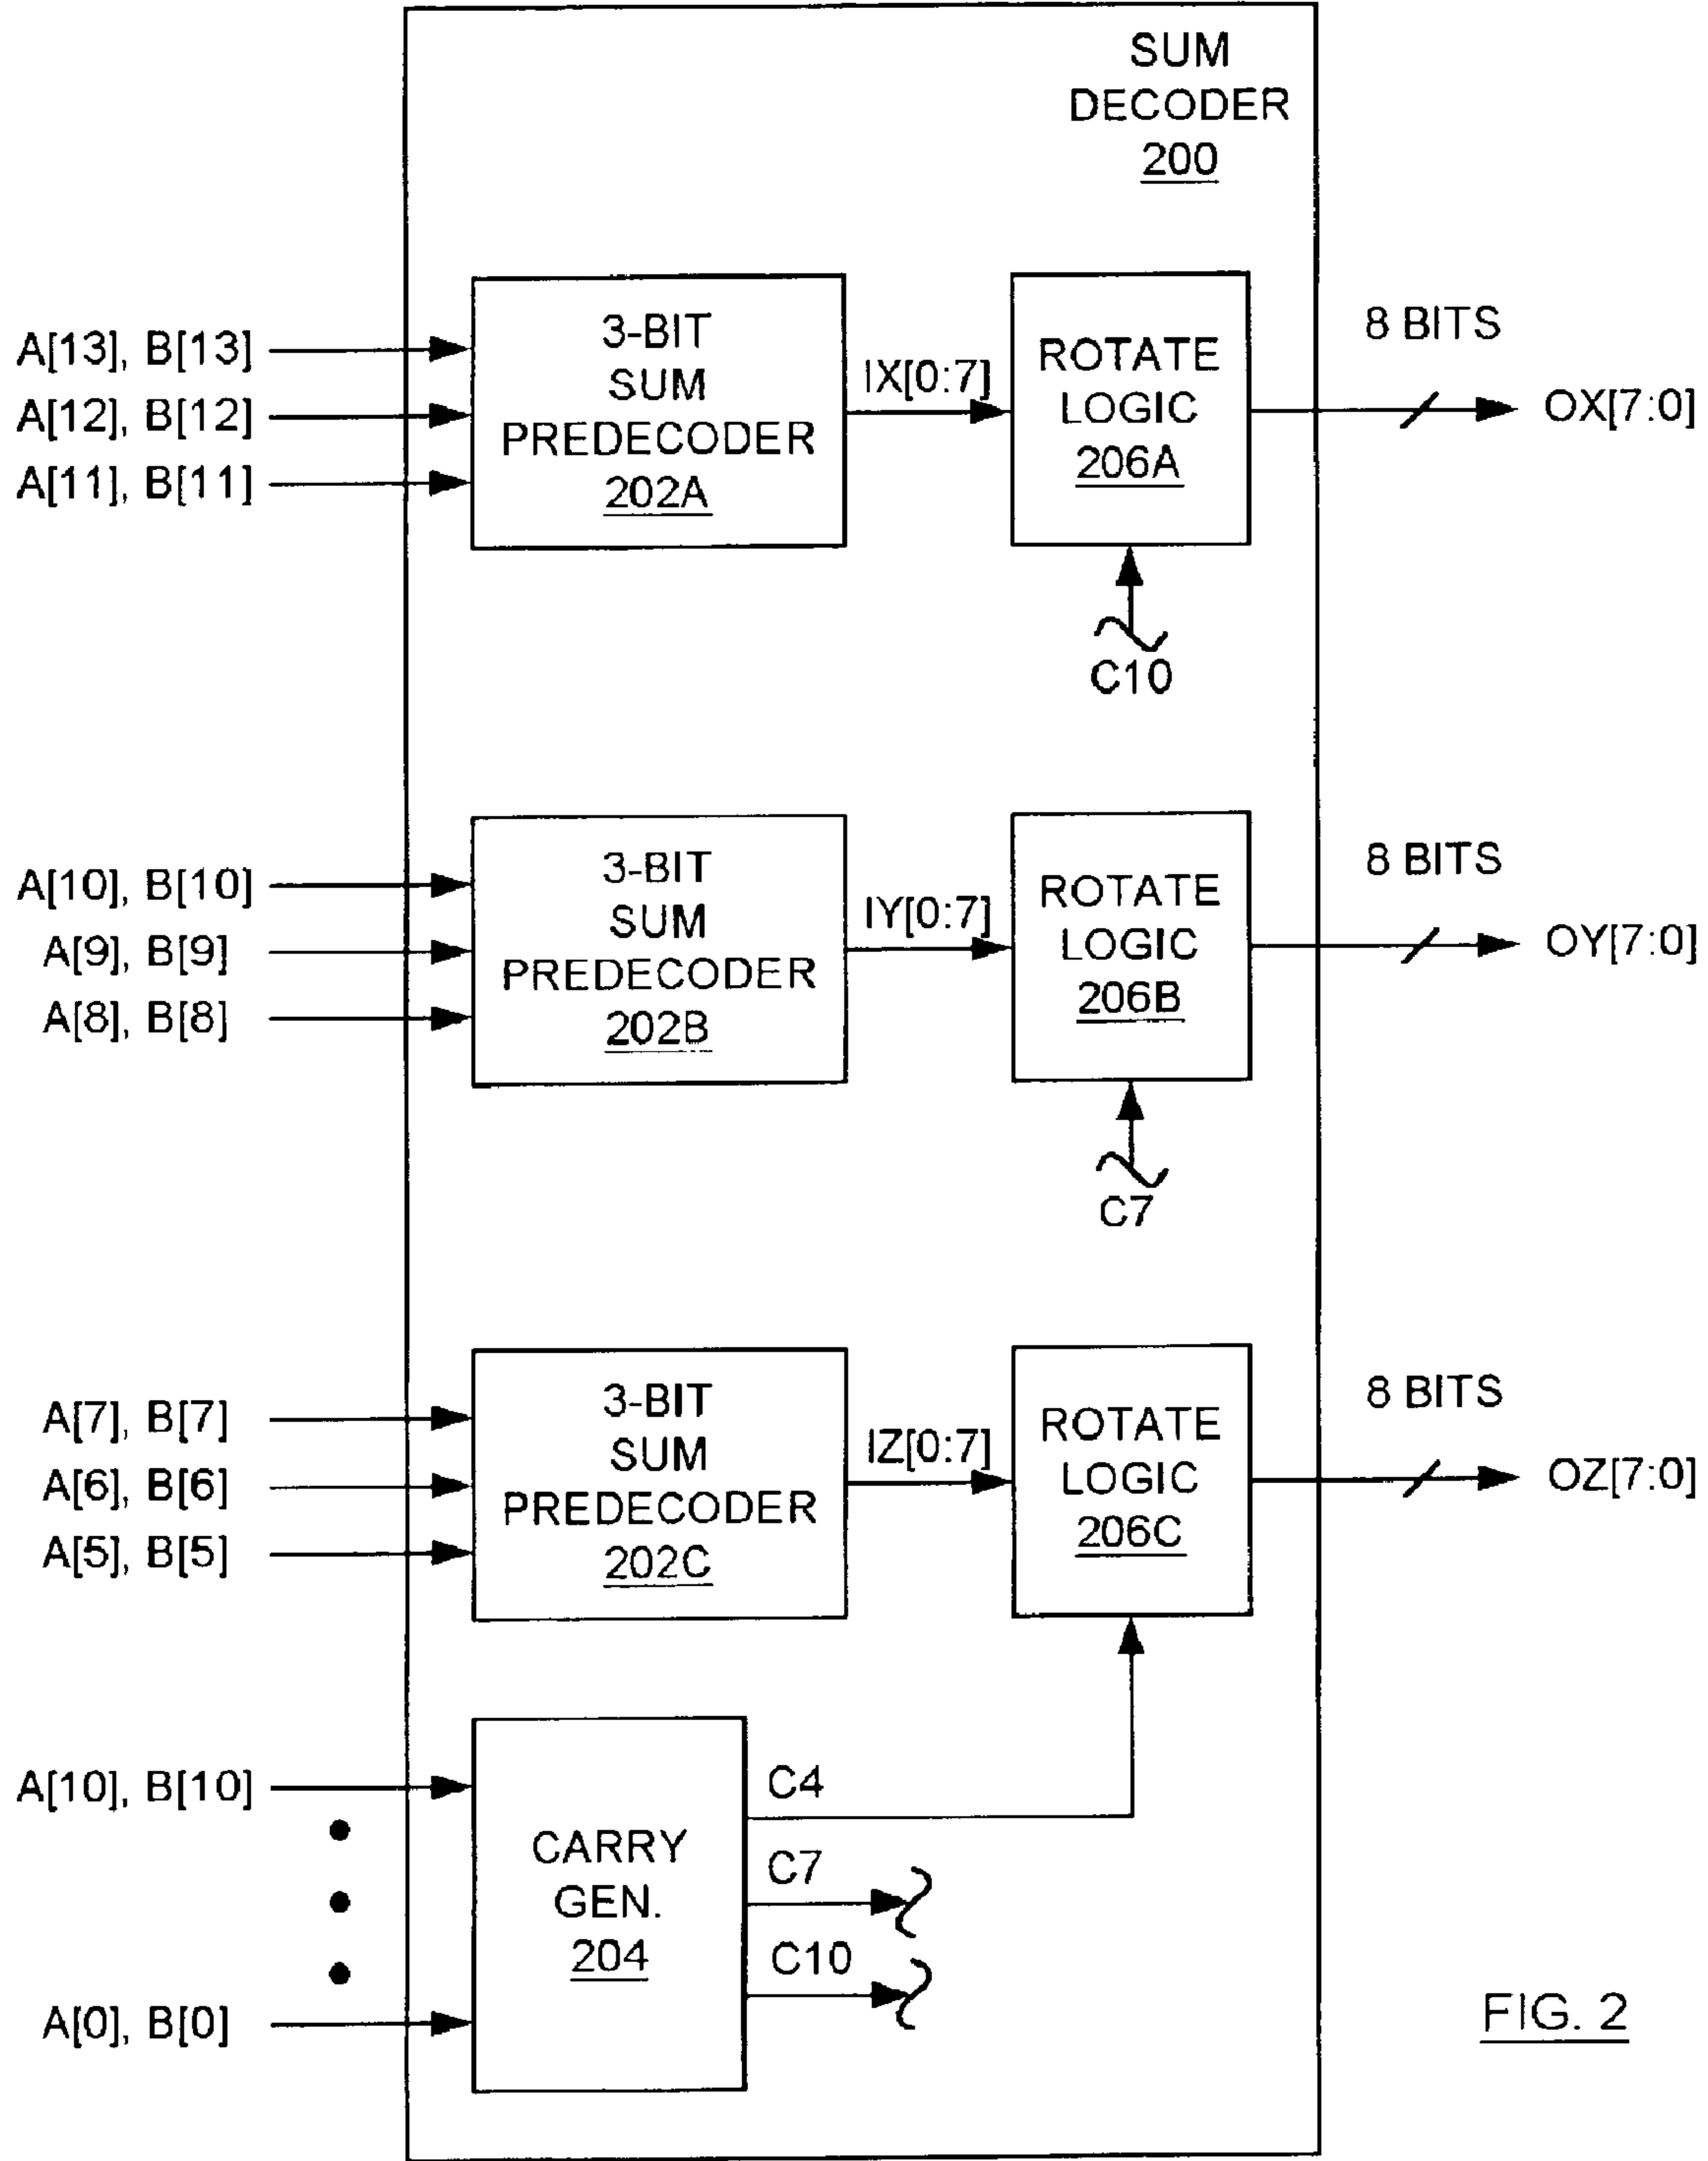 SUM
DECODER
200
A[13], B[13]
A[12], B[12]
A[11], B[11]
3-BIT
SUM
PREDECODER
202A
IX[0:7]
ROTATE
LOGIC
206A
8 BITS
OX[7:0]
C10
A[10], B[10]
A[9], B[9]
A[8], B[8]
3-BIT
SUM
PREDECODER
202B
IY[0:7]
ROTATE
LOGIC
206B
8 BITS
OY[7:0]
C7
A[7], B[7]
A[6], B[6]
A[5], B[5]
3-BIT
SUM
PREDECODER
202C
IZ[0:7]
ROTATE
LOGIC
206C
8 BITS
OZ[7:0]
A[10], B[10]
A[0], B[0]
CARRY
GEN.
204
C4
C7
C10
FIG. 2